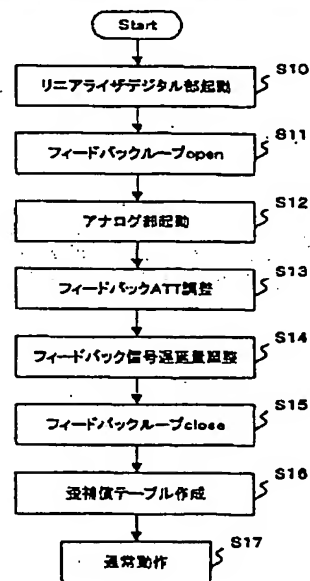 Start
S10
リニアライザデジタル部起動
S11
フィードバックループopen
S12
アナログ部起動
S13
フィードバックATT調整
S14
フィードバック信号遅延量調整
S15
フィードバックループclose
S16
歪補償テーブル作成
S17
通常動作